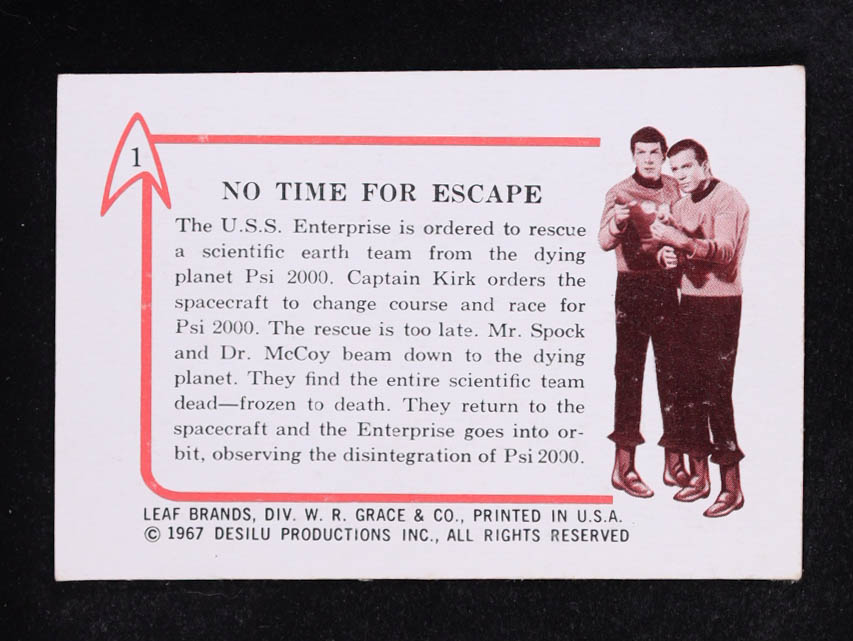 1
NO TIME FOR ESCAPE
The U.S.S. Enterprise is ordered to rescue
a scientific earth team from the dying
planet Psi 2000. Captain Kirk orders the
spacecraft to change course and race for
Psi 2000. The rescue is too late. Mr. Spock
and Dr. McCoy beam down to the dying
planet. They find the entire scientific team
dead—frozen to death. They return to the
spacecraft and the Enterprise goes into or-
bit, observing the disintegration of Psi 2000.
LEAF BRANDS, DIV. W. R. GRACE & CO., PRINTED IN U.S.A.
© 1967 DESILU PRODUCTIONS INC., ALL RIGHTS RESERVED